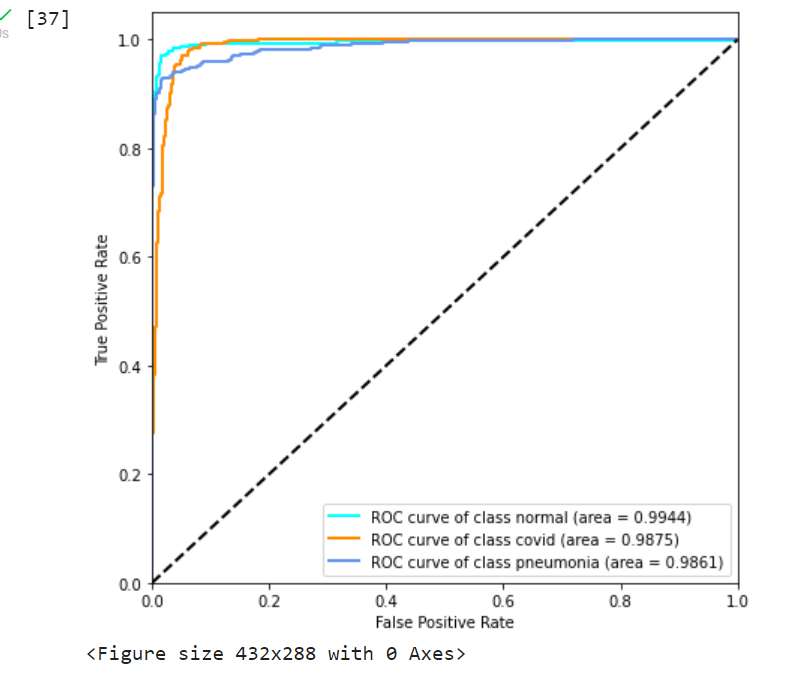 [37]
0s
1.0
0.8
0.6
0.4
0.2
0.0
True Positive Rate
ROC curve of class normal (area = 0.9944)
ROC curve of class covid (area = 0.9875)
ROC curve of class pneumonia (area = 0.9861)
0.0 0.2 0.4 0.6 0.8 1.0
False Positive Rate
<Figure size 432x288 with 0 Axes>